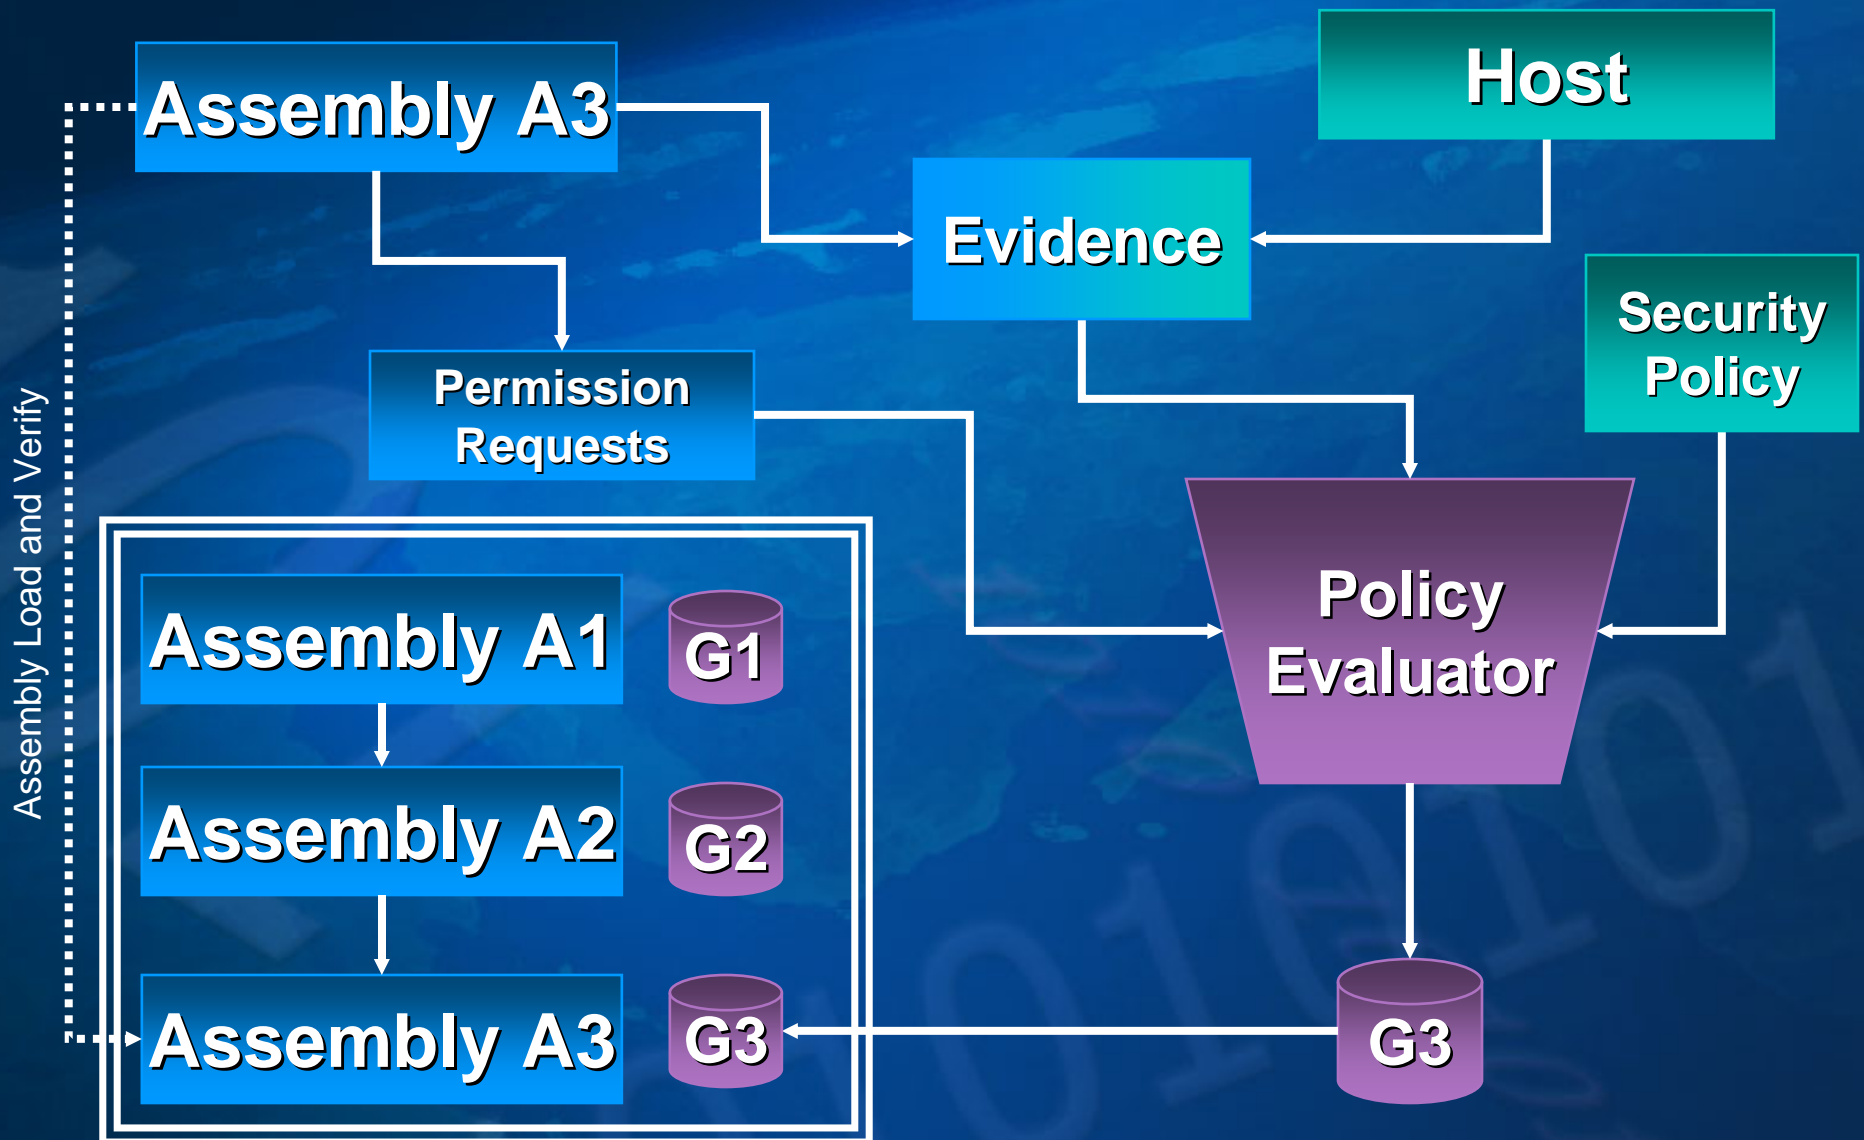 Assembly A3
Host
Evidence
Security
Policy
Permission
Requests
Assembly Load and Verify
Policy
Evaluator
Assembly A1
G1
Assembly A2
G2
Assembly A3
G3
G3